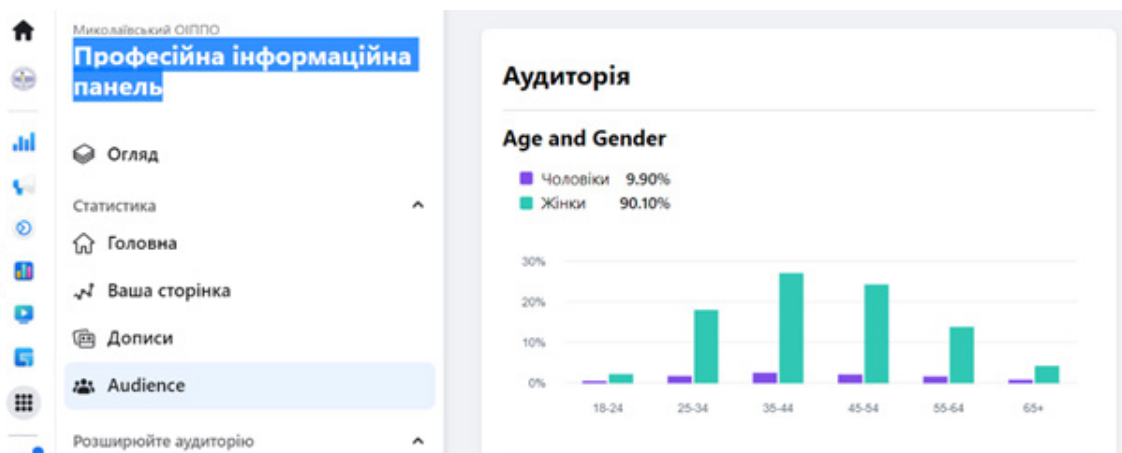 Миколаївський ОІППО
Професійна інформаційна
панель
Огляд
Статистика
Головна
Ваша сторінка
Дописи
Audience
Розширюйте аудиторію
Аудиторія
Age and Gender
Чоловіки 9.90%
Жінки 90.10%
30%
20%
10%
0%
18-24 25-34 35-44 45-54 55-64 65+